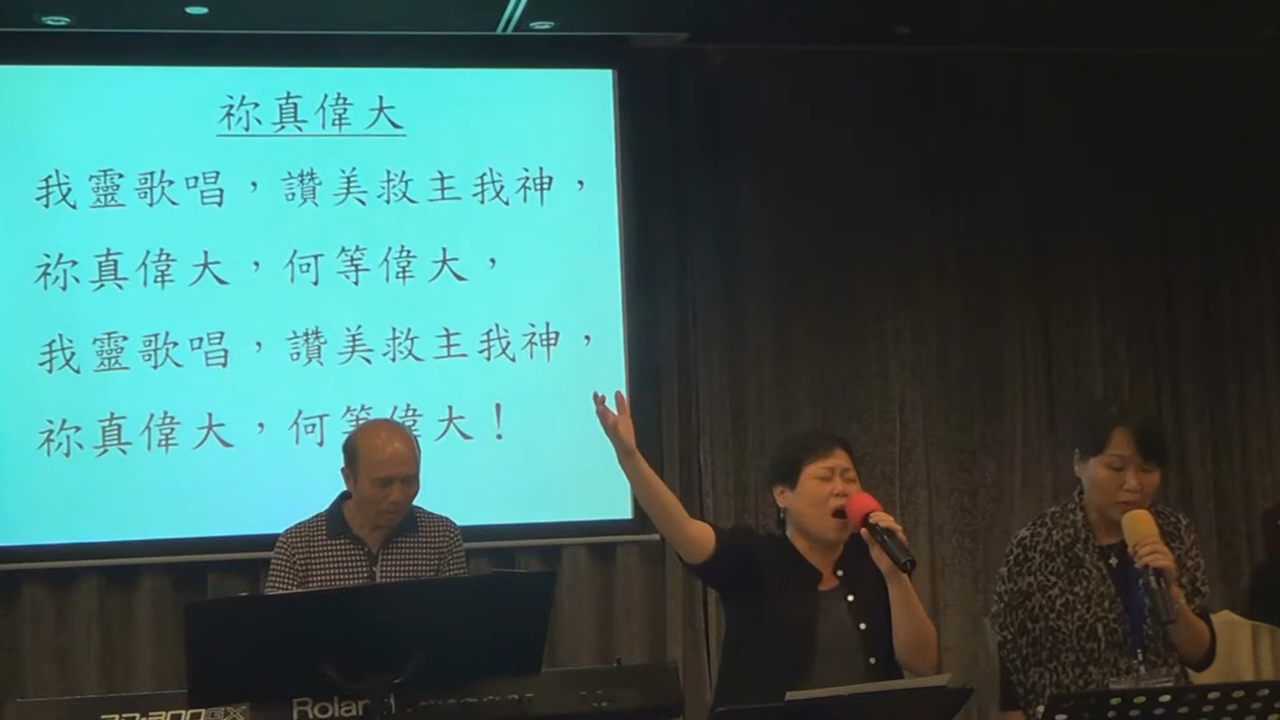 祢真偉大
我靈歌唱，讚美救主我神，
祢真偉大，何等偉大，
我靈歌唱，讚美救主我神，
祢真偉大，何等偉大！
Rolan